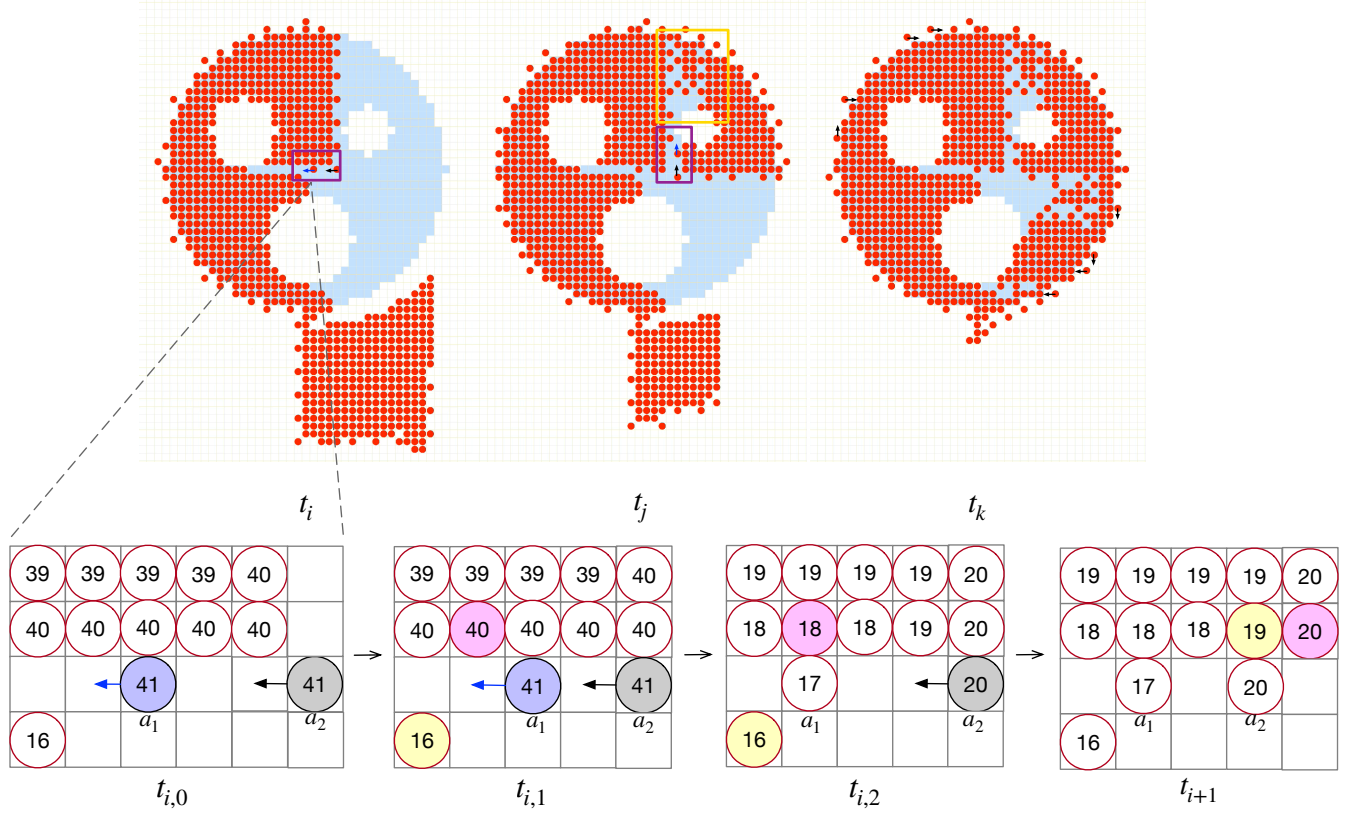 t_i t_j t_k
39 39 39 39 40 39 39 39 39 40 19 19 19 19 20 19 19 19 19 20
40 40 40 40 40 40 40 40 40 40 18 18 18 19 20 18 18 18 19 20
41 41 41 41 17 20 17 20
a_1 a_2 a_1 a_2 a_1 a_2 a_1 a_2
16 16 16 16
t_{i,0} t_{i,1} t_{i,2} t_{i+1}